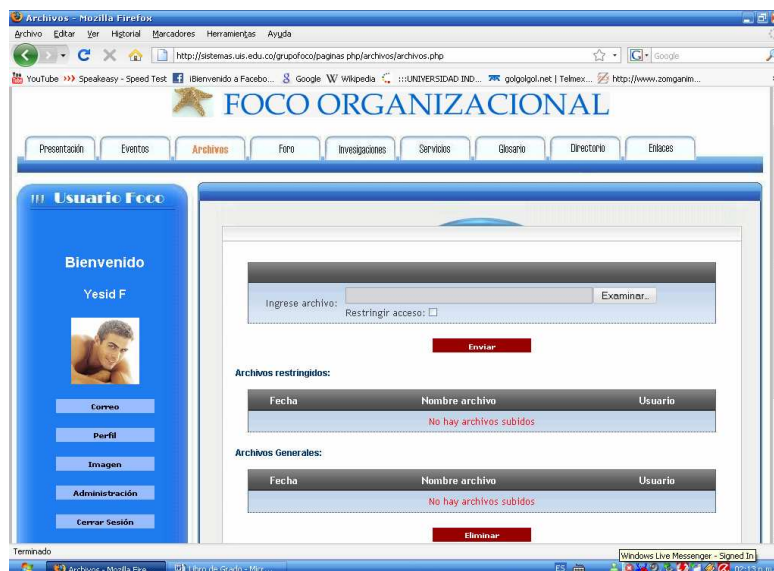 Archivos - Mozilla Firefox
Archivo Editar Ver Historial Marcadores Herramientas Ayuda
http://sistemas.uis.edu.co/grupofoco/paginas php/archivos/archivos.php
Google
YouTube >>> Speakeasy - Speed Test ¡Bienvenido a Faceboo... Google Wikipedia :::UNIVERSIDAD IND... golgolgol.net | Telmex... http://www.zomganim...
FOCO ORGANIZACIONAL
Presentación Eventos Archivos Foro Investigaciones Servicios Glosario Directorio Enlaces
Usuario Foco
Bienvenido
Yesid F
Correo
Perfil
Imagen
Administración
Cerrar Sesión
Ingrese archivo: Examinar...
Restringir acceso:
Enviar
Archivos restringidos:
Fecha Nombre archivo Usuario
No hay archivos subidos
Archivos Generales:
Fecha Nombre archivo Usuario
No hay archivos subidos
Eliminar
Terminado
Windows Live Messenger - Signed In
Archivos - Mozilla Fire... Libro de Grado - Micr... ES 02:13 p.m.